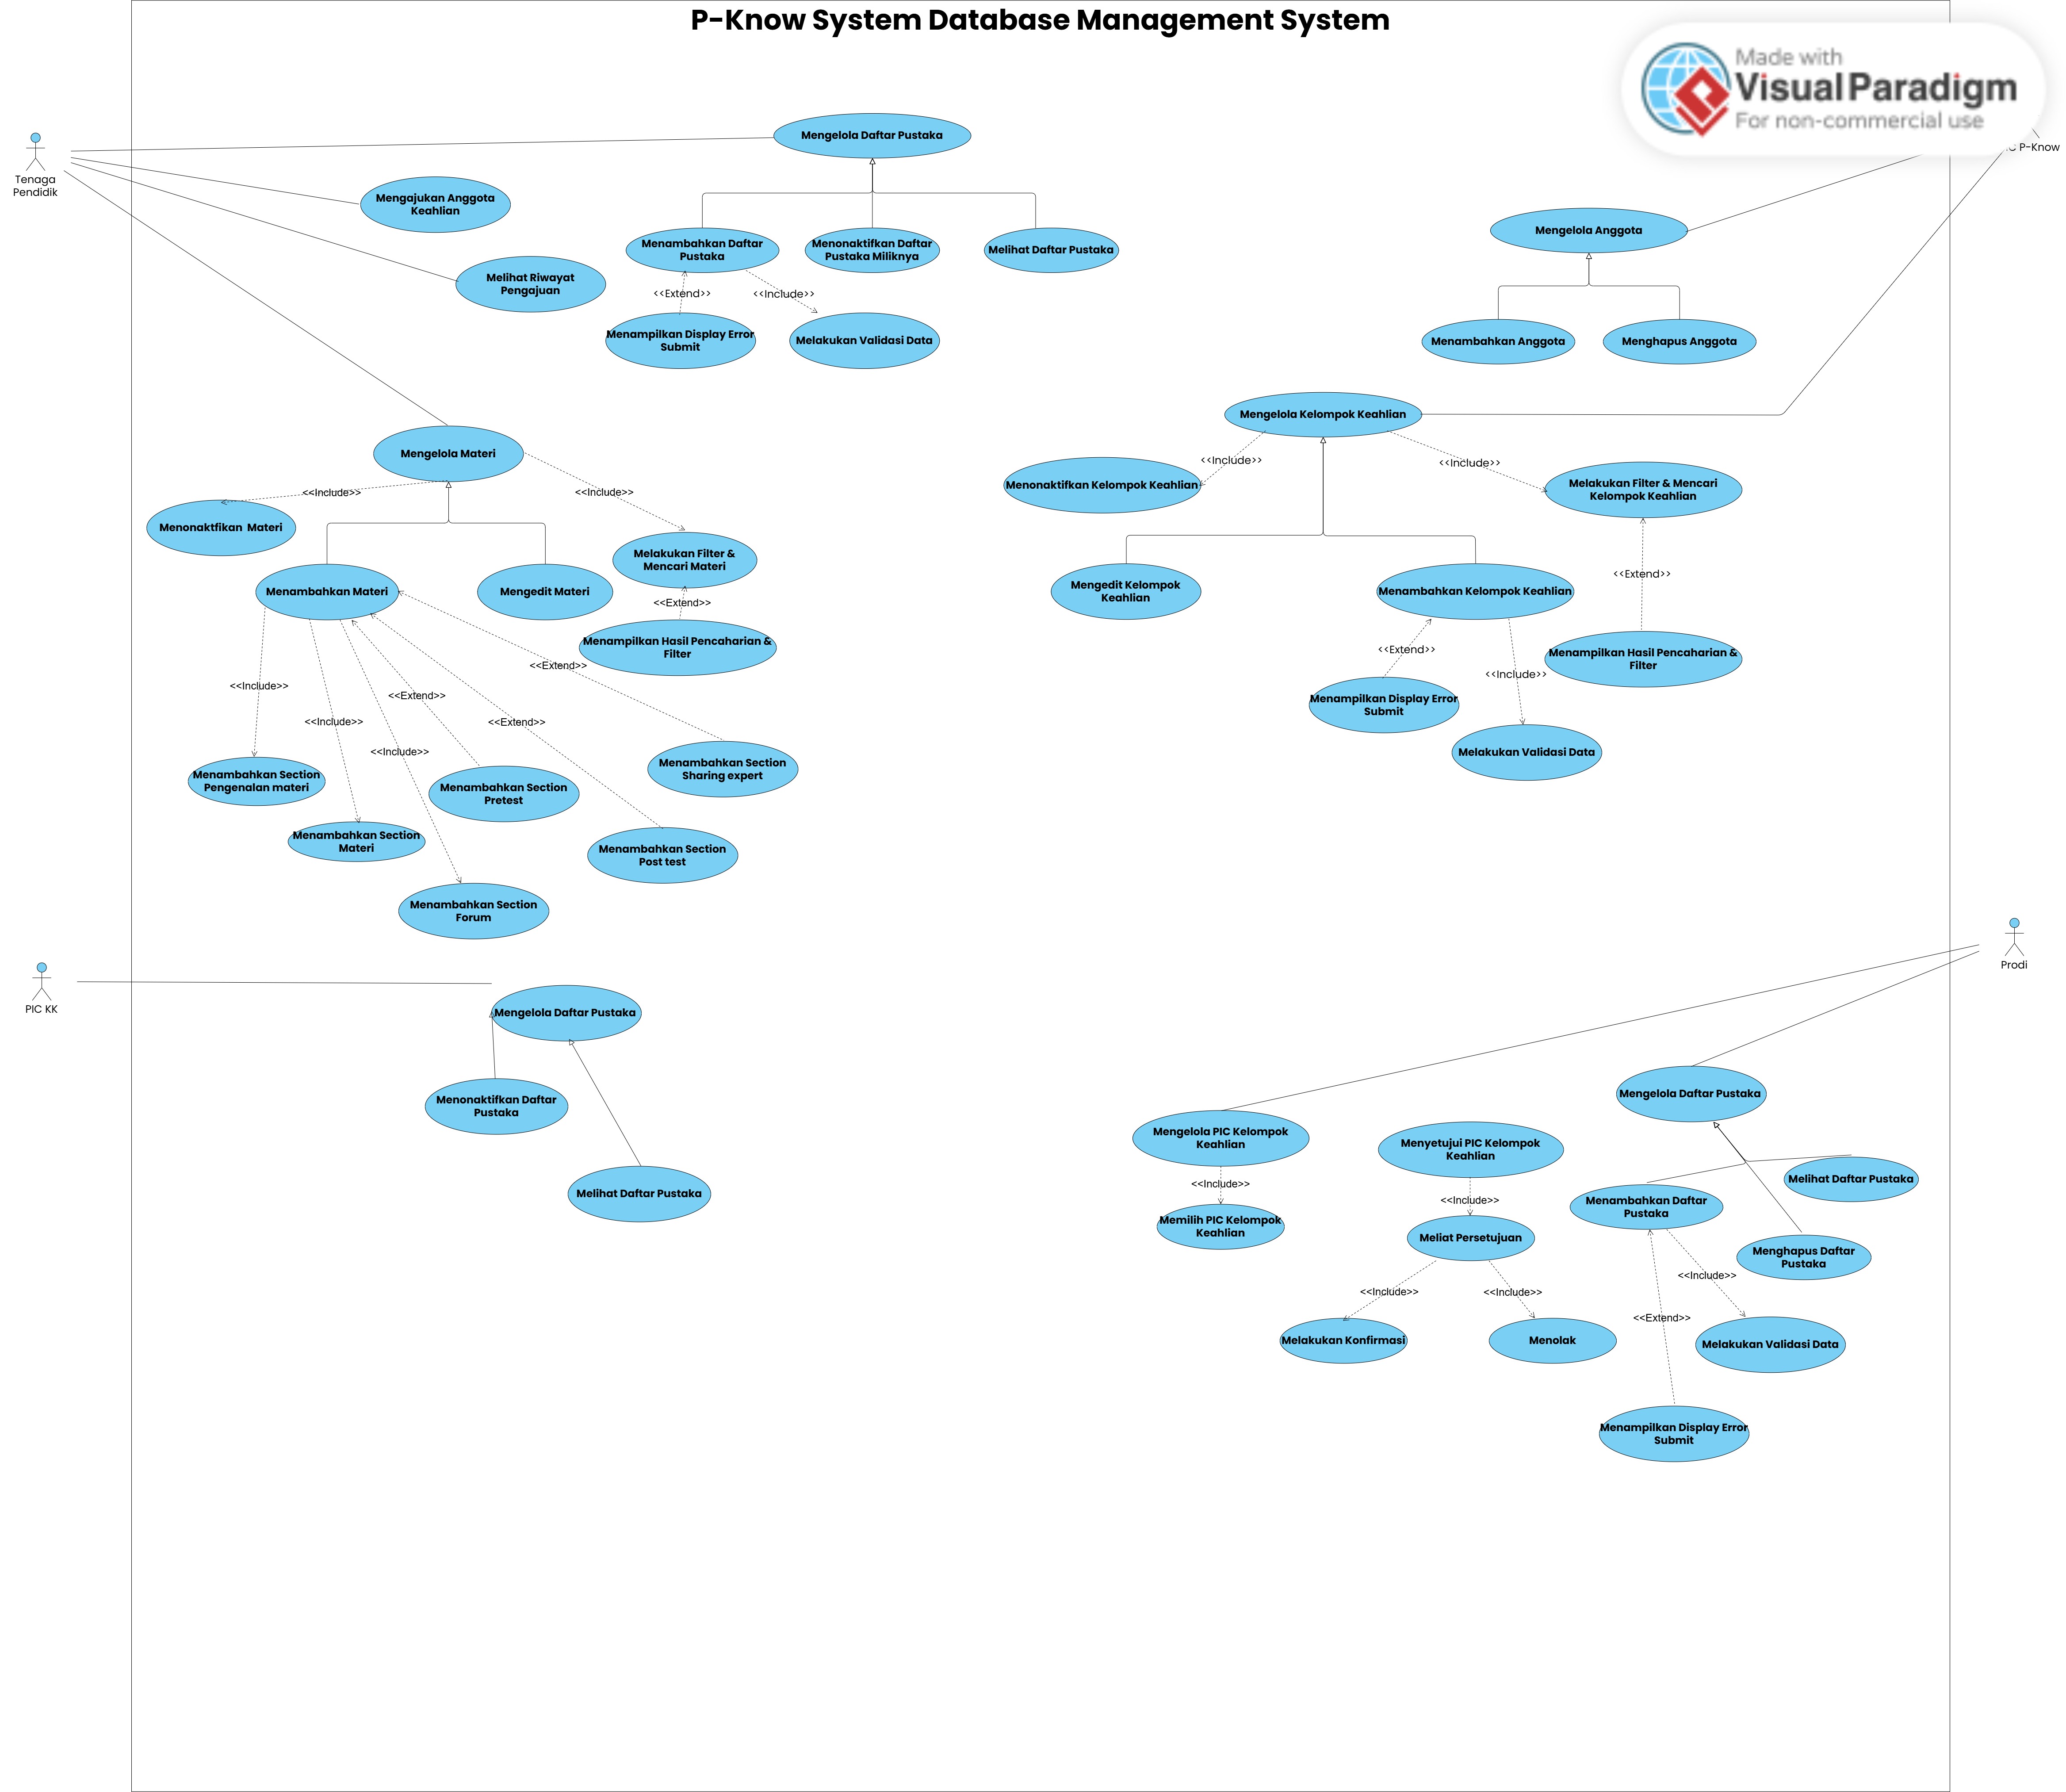 P-Know System Database Management System
Made with
Visual Paradigm
For non-commercial use
C P-Know
Tenaga
Pendidik
Mengelola Daftar Pustaka
Mengajukan Anggota
Keahlian
Melihat Riwayat
Pengajuan
Menambahkan Daftar
Pustaka
Menonaktifkan Daftar
Pustaka Miliknya
Melihat Daftar Pustaka
<<Extend>>
<<Include>>
Menampilkan Display Error
Submit
Melakukan Validasi Data
Mengelola Anggota
Menambahkan Anggota
Menghapus Anggota
Mengelola Kelompok Keahlian
<<Include>>
<<Include>>
Menonaktifkan Kelompok Keahlian
Melakukan Filter & Mencari
Kelompok Keahlian
<<Extend>>
Mengedit Kelompok
Keahlian
Menambahkan Kelompok Keahlian
Menampilkan Hasil Pencaharian &
Filter
<<Extend>>
<<Include>>
Menampilkan Display Error
Submit
Melakukan Validasi Data
Mengelola Materi
<<Include>>
<<Include>>
Menonaktfikan  Materi
Melakukan Filter &
Mencari Materi
Menambahkan Materi
Mengedit Materi
<<Extend>>
Menampilkan Hasil Pencaharian &
Filter
<<Extend>>
<<Include>>
<<Extend>>
<<Include>>
<<Extend>>
<<Include>>
Menambahkan Section
Sharing expert
Menambahkan Section
Pengenalan materi
Menambahkan Section
Pretest
Menambahkan Section
Materi
Menambahkan Section
Post test
Menambahkan Section
Forum
PIC KK
Mengelola Daftar Pustaka
Menonaktifkan Daftar
Pustaka
Melihat Daftar Pustaka
Prodi
Mengelola Daftar Pustaka
Mengelola PIC Kelompok
Keahlian
Menyetujui PIC Kelompok
Keahlian
<<Include>>
<<Include>>
Melihat Daftar Pustaka
Menambahkan Daftar
Pustaka
Memilih PIC Kelompok
Keahlian
Meliat Persetujuan
Menghapus Daftar
Pustaka
<<Include>>
<<Include>>
<<Include>>
<<Extend>>
Melakukan Konfirmasi
Menolak
Melakukan Validasi Data
Menampilkan Display Error
Submit